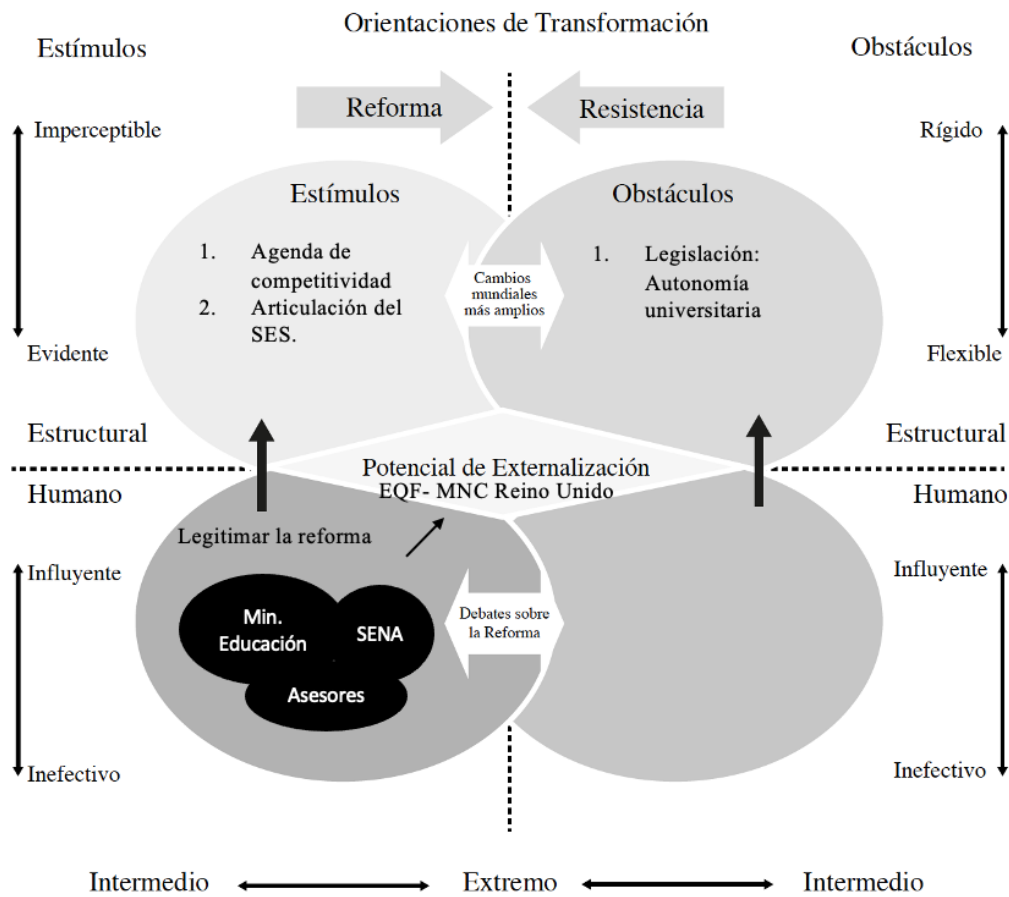 Orientaciones de Transformación
Estímulos
Obstáculos
Reforma
Resistencia
Imperceptible
Rígido
Estímulos
Obstáculos
1. Agenda de
competitividad
2. Articulación del
SES.
Cambios
mundiales
más amplios
1. Legislación:
Autonomía
universitaria
Evidente
Flexible
Estructural
Estructural
Potencial de Externalización
EQF- MNC Reino Unido
Humano
Humano
Legitimar la reforma
Influyente
Influyente
Min.
Educación
SENA
Asesores
Debates sobre
la Reforma
Inefectivo
Inefectivo
Intermedio
Extremo
Intermedio